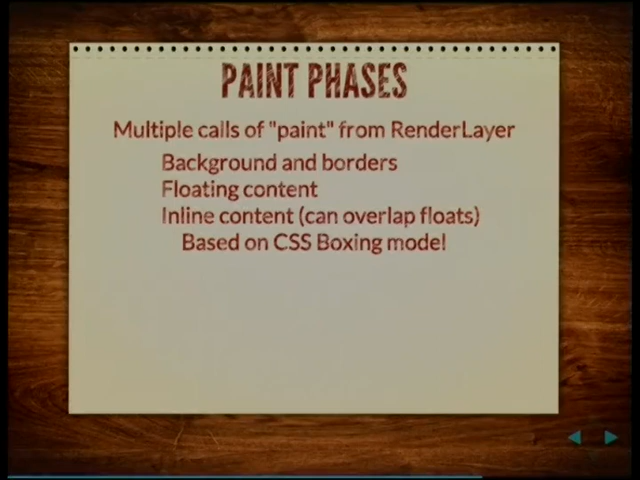 PAINT PHASES
Multiple calls of "paint" from RenderLayer
Background and borders
Floating content
Inline content (can overlap floats)
Based on CSS Boxing model